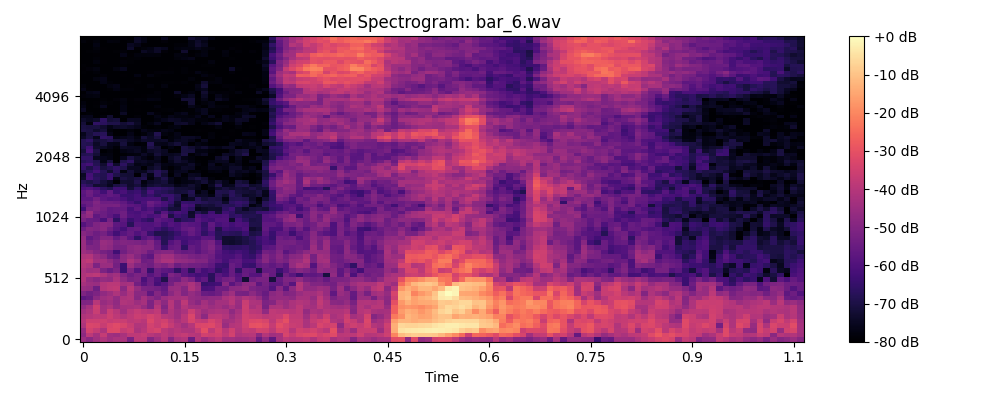 Mel Spectrogram: bar_6.wav
Hz
4096
2048
1024
512
0
0 0.15 0.3 0.45 0.6 0.75 0.9 1.1
Time
+0 dB
-10 dB
-20 dB
-30 dB
-40 dB
-50 dB
-60 dB
-70 dB
-80 dB